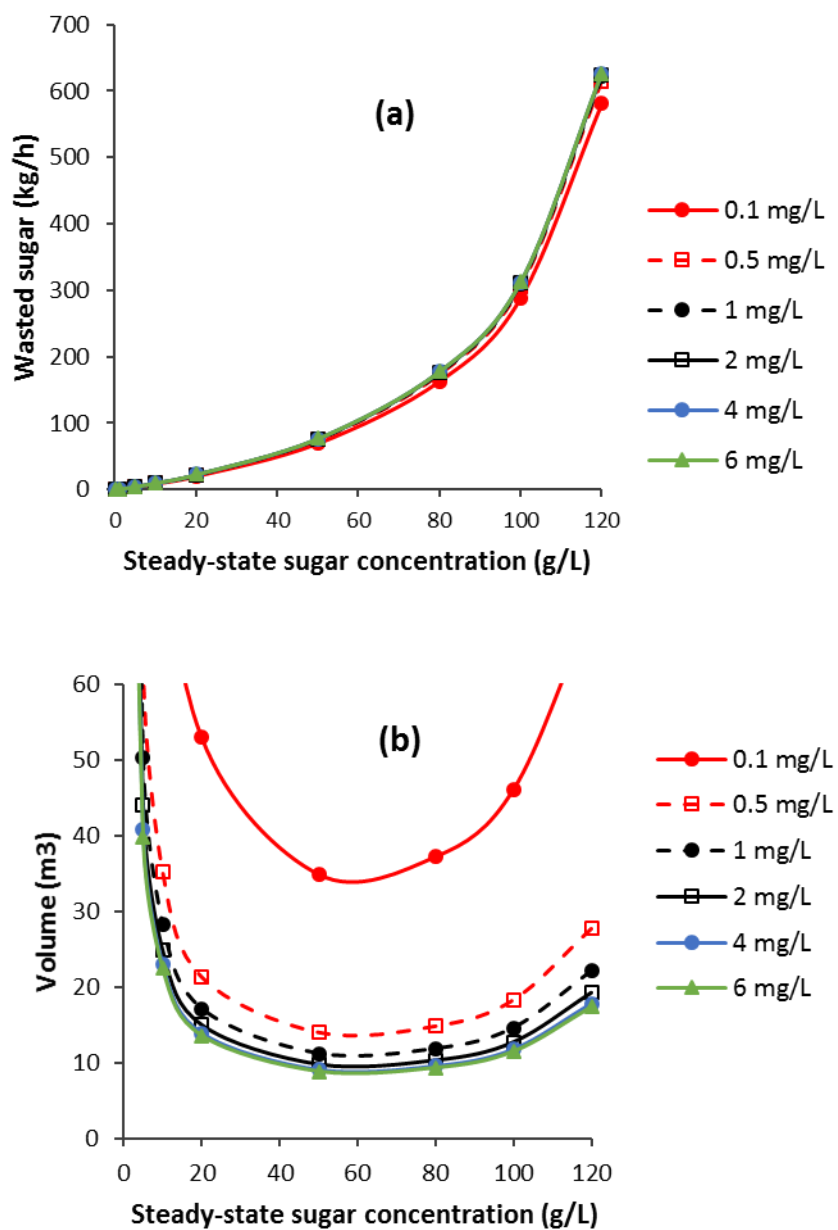 (a)
Wasted sugar (kg/h)
700
600
500
400
300
200
100
0
0 20 40 60 80 100 120
Steady-state sugar concentration (g/L)
0.1 mg/L
0.5 mg/L
1 mg/L
2 mg/L
4 mg/L
6 mg/L
(b)
Volume (m3)
60
50
40
30
20
10
0
0 20 40 60 80 100 120
Steady-state sugar concentration (g/L)
0.1 mg/L
0.5 mg/L
1 mg/L
2 mg/L
4 mg/L
6 mg/L